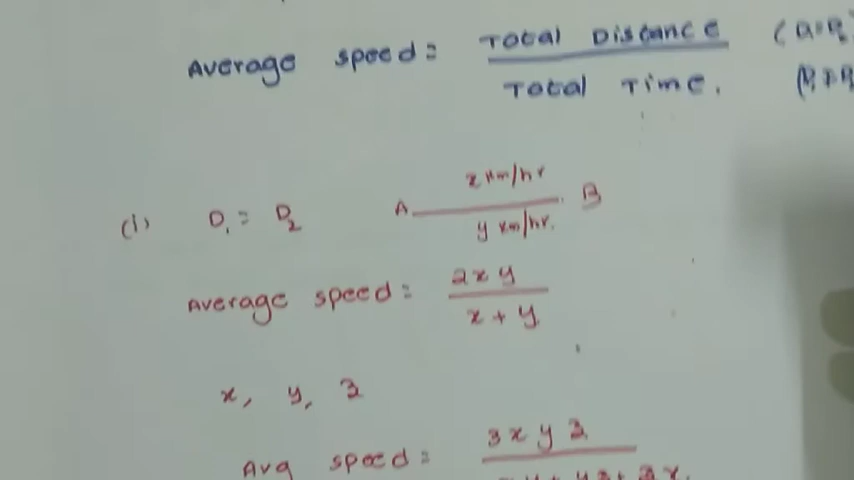 Average speed = Total Distance
Total Time.
x km/hr
(i) D₁ = D₂ A B
y km/hr.
Average speed = 2xy
x + y
x, y, z
Avg speed = 3xyz